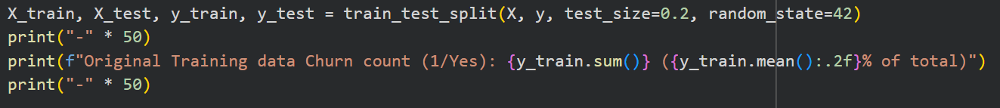 X_train, X_test, y_train, y_test = train_test_split(X, y, test_size=0.2, random_state=42)
print("-" * 50)
print(f"Original Training data Churn count (1/Yes): {y_train.sum()} ({y_train.mean():.2f}% of total)")
print("-" * 50)